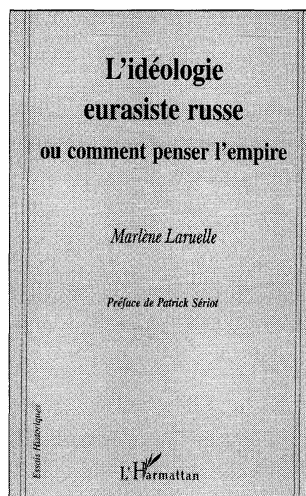 L'idéologie
eurasiste russe
ou comment penser l'empire
Marlène Laruelle
Préface de Patrick Sériot
Essais Historiques
L'Harmattan